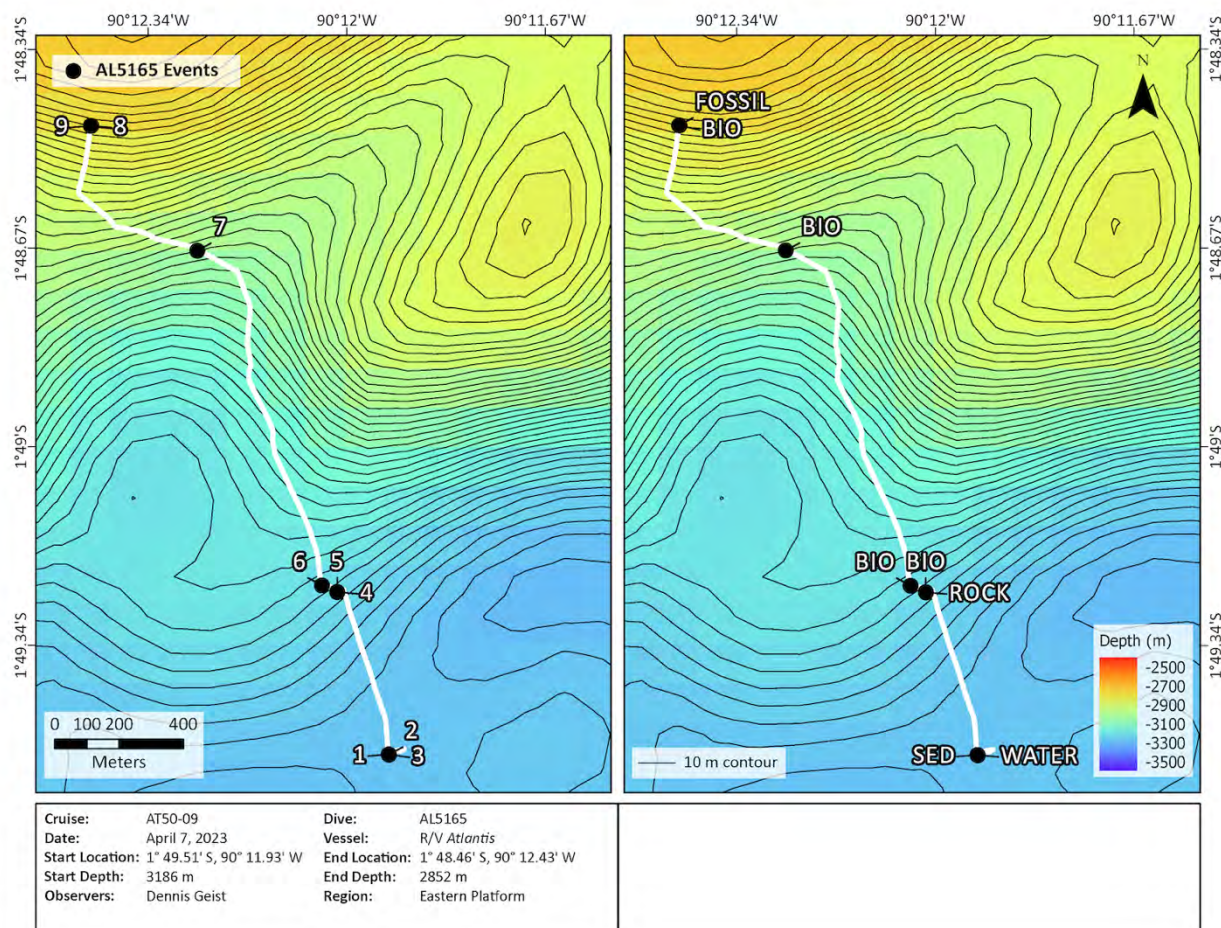 90°12.34'W 90°12'W 90°11.67'W
90°12.34'W 90°12'W 90°11.67'W
1°48.34'S
1°48.67'S
1°49'S
1°49.34'S
AL5165 Events
9 8
7
6 5
4
2
1 3
0 100 200 400
Meters
N
FOSSIL
BIO
BIO
BIO BIO
ROCK
SED WATER
10 m contour
Depth (m)
-2500
-2700
-2900
-3100
-3300
-3500
1°48.34'S
1°48.67'S
1°49'S
1°49.34'S
Cruise: AT50-09 Dive: AL5165
Date: April 7, 2023 Vessel: R/V Atlantis
Start Location: 1° 49.51' S, 90° 11.93' W End Location: 1° 48.46' S, 90° 12.43' W
Start Depth: 3186 m End Depth: 2852 m
Observers: Dennis Geist Region: Eastern Platform